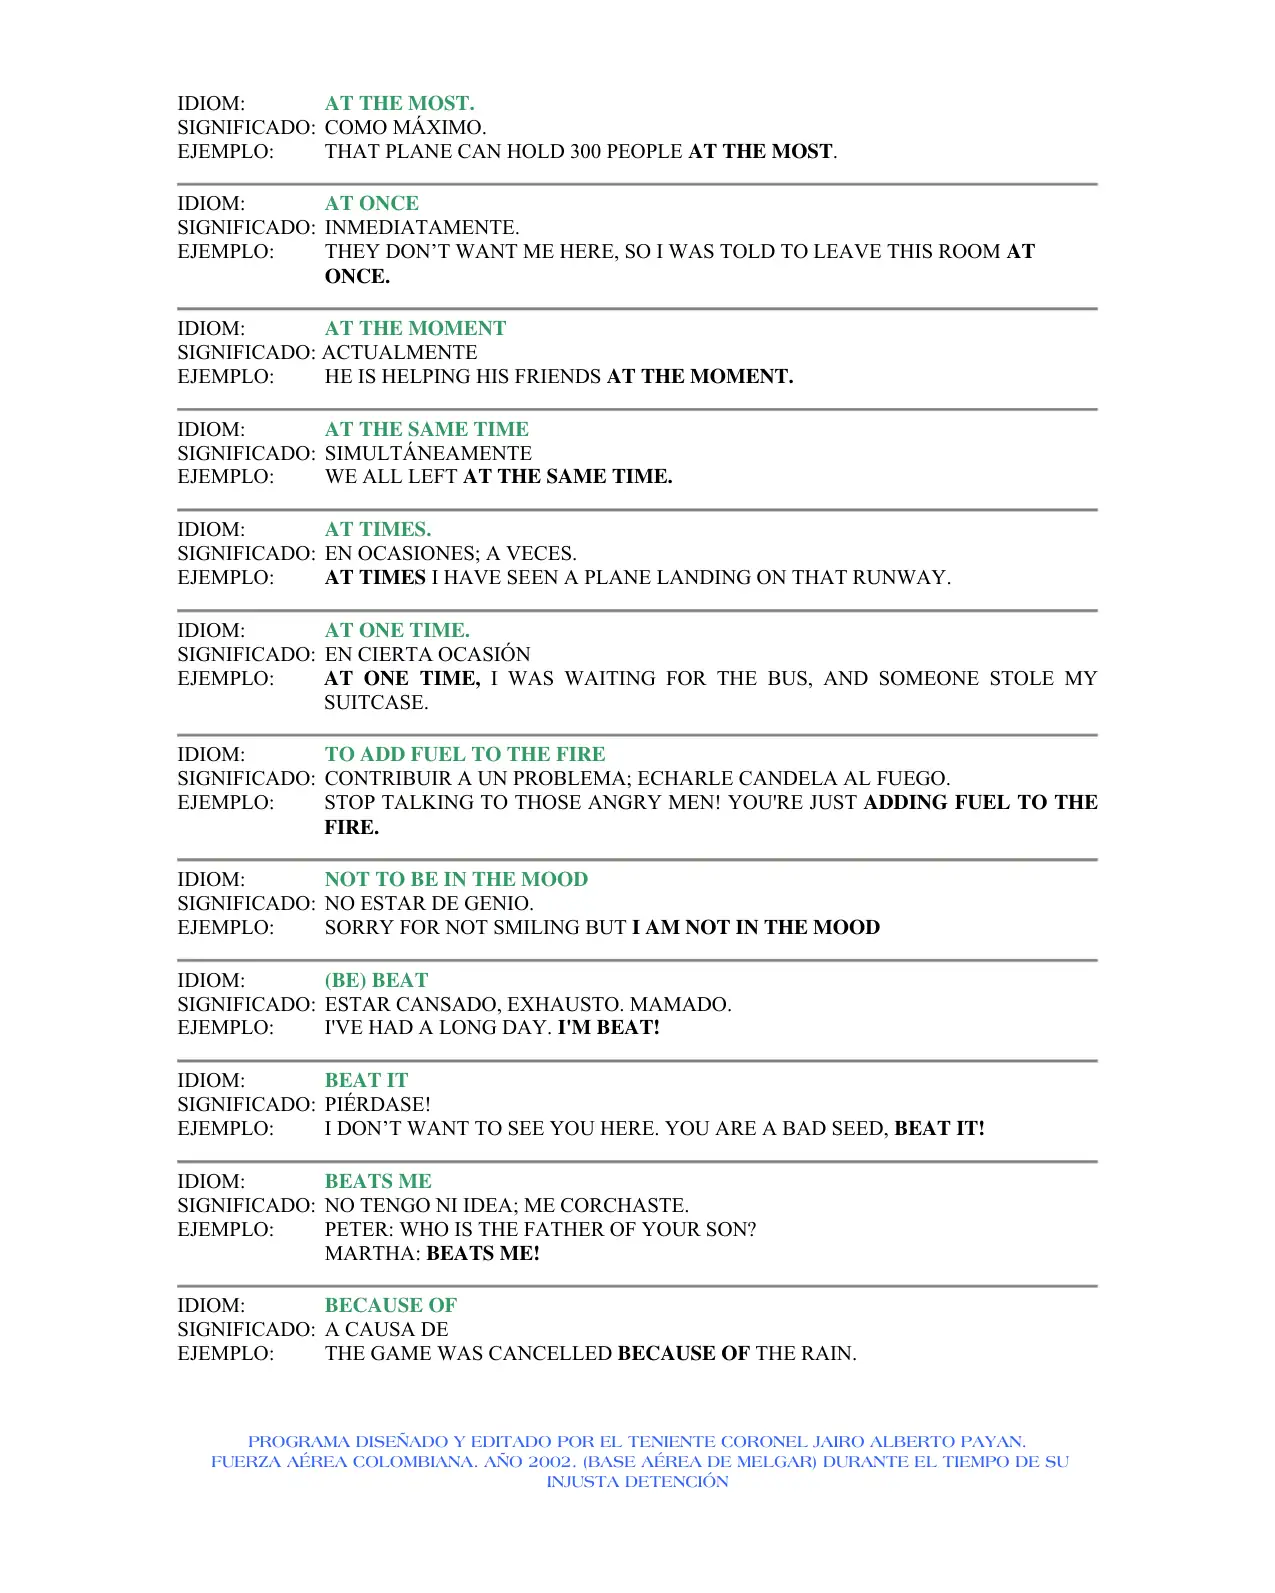 IDIOM: AT THE MOST.
SIGNIFICADO: COMO MÁXIMO.
EJEMPLO: THAT PLANE CAN HOLD 300 PEOPLE AT THE MOST.
IDIOM: AT ONCE
SIGNIFICADO: INMEDIATAMENTE.
EJEMPLO: THEY DON’T WANT ME HERE, SO I WAS TOLD TO LEAVE THIS ROOM AT
ONCE.
IDIOM: AT THE MOMENT
SIGNIFICADO: ACTUALMENTE
EJEMPLO: HE IS HELPING HIS FRIENDS AT THE MOMENT.
IDIOM: AT THE SAME TIME
SIGNIFICADO: SIMULTÁNEAMENTE
EJEMPLO: WE ALL LEFT AT THE SAME TIME.
IDIOM: AT TIMES.
SIGNIFICADO: EN OCASIONES; A VECES.
EJEMPLO: AT TIMES I HAVE SEEN A PLANE LANDING ON THAT RUNWAY.
IDIOM: AT ONE TIME.
SIGNIFICADO: EN CIERTA OCASIÓN
EJEMPLO: AT ONE TIME, I WAS WAITING FOR THE BUS, AND SOMEONE STOLE MY
SUITCASE.
IDIOM: TO ADD FUEL TO THE FIRE
SIGNIFICADO: CONTRIBUIR A UN PROBLEMA; ECHARLE CANDELA AL FUEGO.
EJEMPLO: STOP TALKING TO THOSE ANGRY MEN! YOU'RE JUST ADDING FUEL TO THE
FIRE.
IDIOM: NOT TO BE IN THE MOOD
SIGNIFICADO: NO ESTAR DE GENIO.
EJEMPLO: SORRY FOR NOT SMILING BUT I AM NOT IN THE MOOD
IDIOM: (BE) BEAT
SIGNIFICADO: ESTAR CANSADO, EXHAUSTO. MAMADO.
EJEMPLO: I'VE HAD A LONG DAY. I'M BEAT!
IDIOM: BEAT IT
SIGNIFICADO: PIÉRDASE!
EJEMPLO: I DON’T WANT TO SEE YOU HERE. YOU ARE A BAD SEED, BEAT IT!
IDIOM: BEATS ME
SIGNIFICADO: NO TENGO NI IDEA; ME CORCHASTE.
EJEMPLO: PETER: WHO IS THE FATHER OF YOUR SON?
MARTHA: BEATS ME!
IDIOM: BECAUSE OF
SIGNIFICADO: A CAUSA DE
EJEMPLO: THE GAME WAS CANCELLED BECAUSE OF THE RAIN.
PROGRAMA DISEÑADO Y EDITADO POR EL TENIENTE CORONEL JAIRO ALBERTO PAYAN.
FUERZA AÉREA COLOMBIANA. AÑO 2002. (BASE AÉREA DE MELGAR) DURANTE EL TIEMPO DE SU
INJUSTA DETENCIÓN